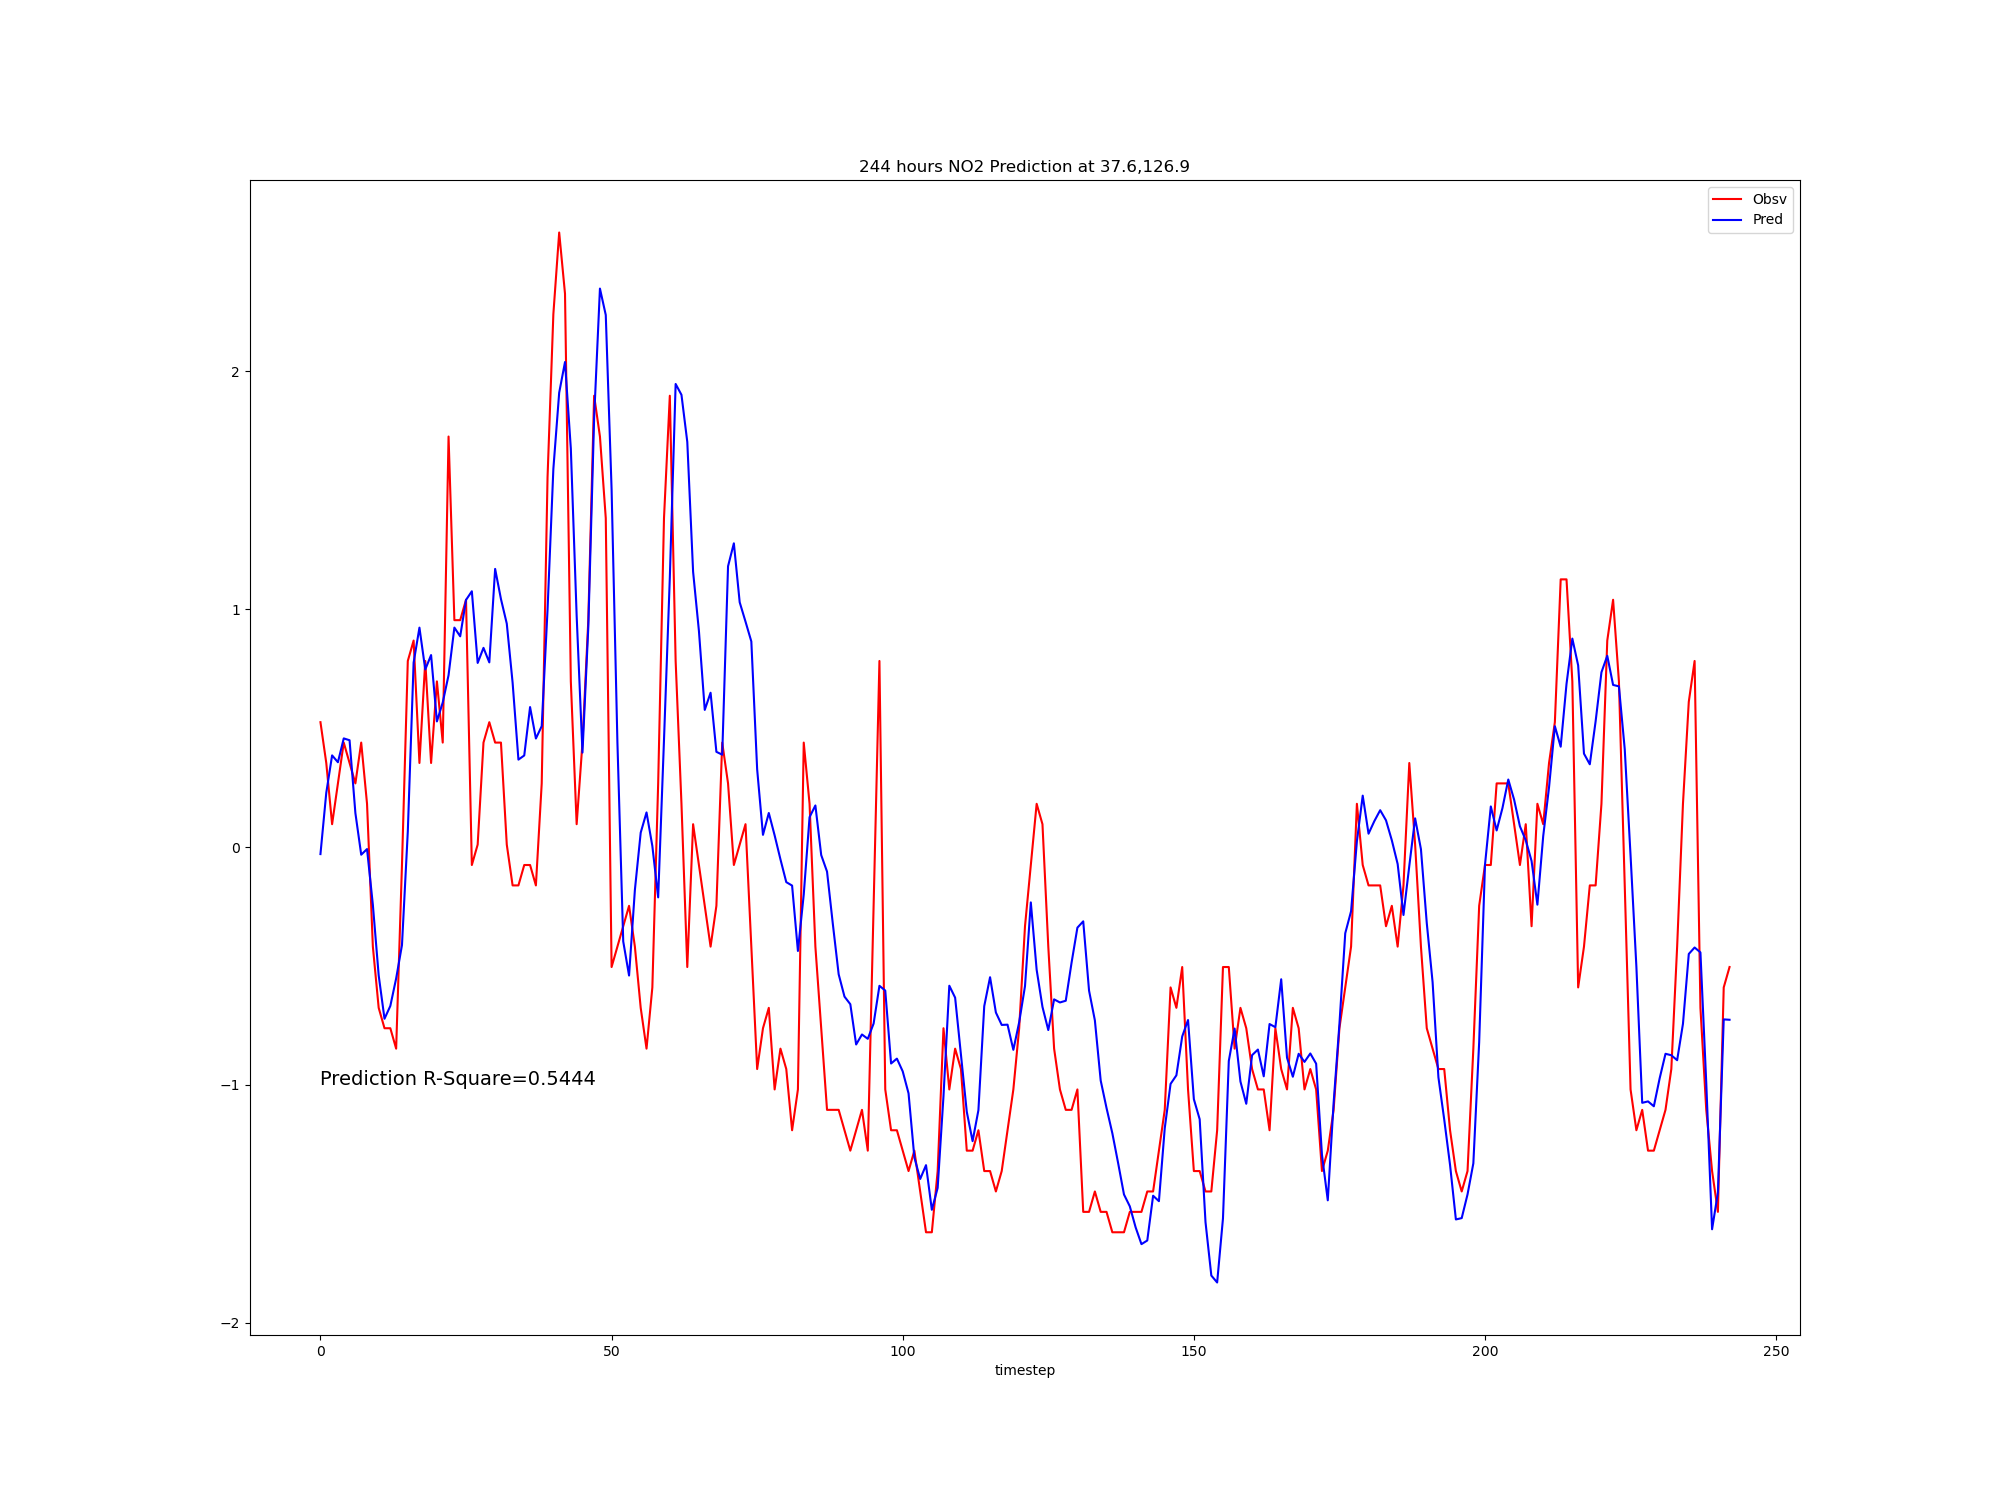 244 hours NO2 Prediction at 37.6,126.9
Obsv
Pred
2
1
0
−1
−2
Prediction R-Square=0.5444
0 50 100 150 200 250
timestep